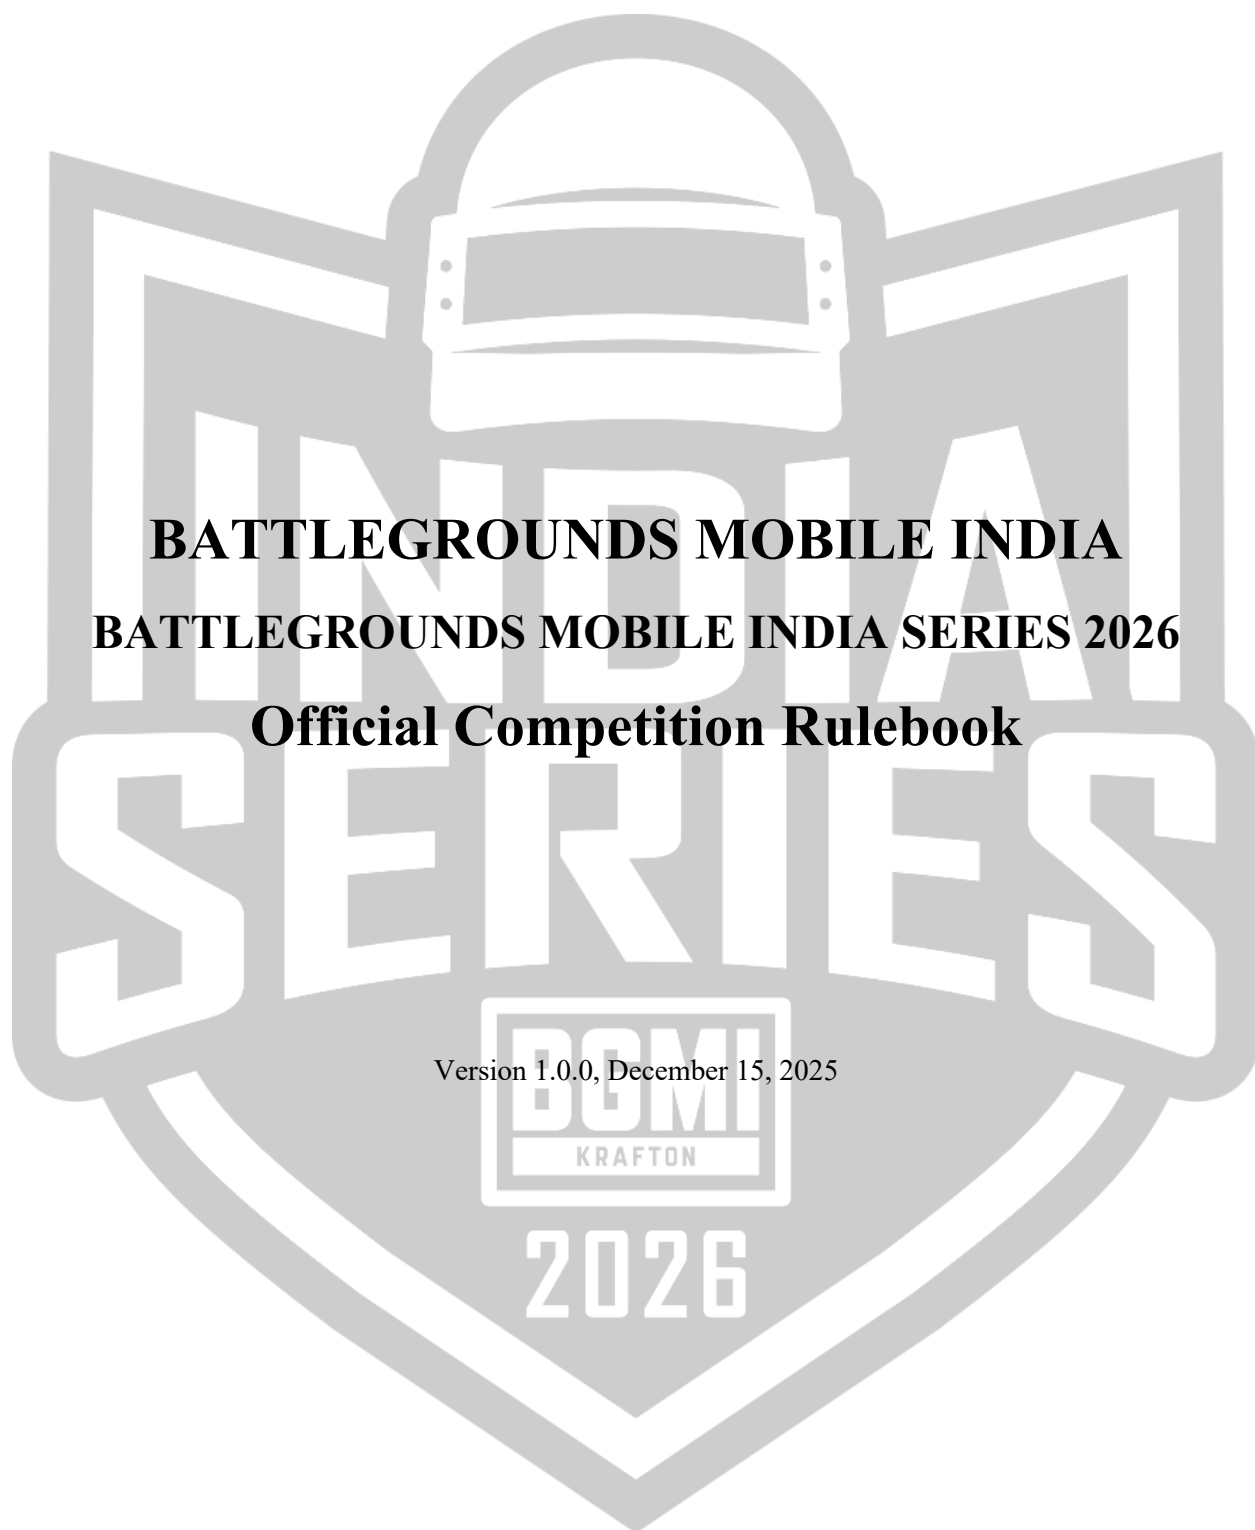 BATTLEGROUNDS MOBILE INDIA
BATTLEGROUNDS MOBILE INDIA SERIES 2026
Official Competition Rulebook
INDIA
SERIES
Version 1.0.0, December 15, 2025
BGMI
KRAFTON
2026